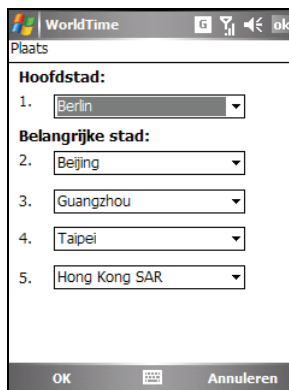 WorldTime G ok
Plaats
Hoofdstad:
1. Berlin
Belangrijke stad:
2. Beijing
3. Guangzhou
4. Taipei
5. Hong Kong SAR
OK Annuleren